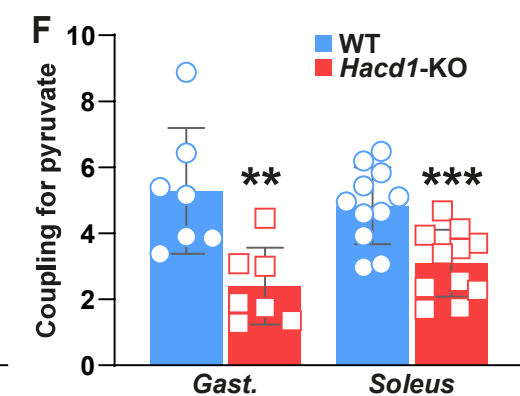 F
Coupling for pyruvate
10
8
6
4
2
0
WT
Hacd1-KO
**
***
Gast.
Soleus